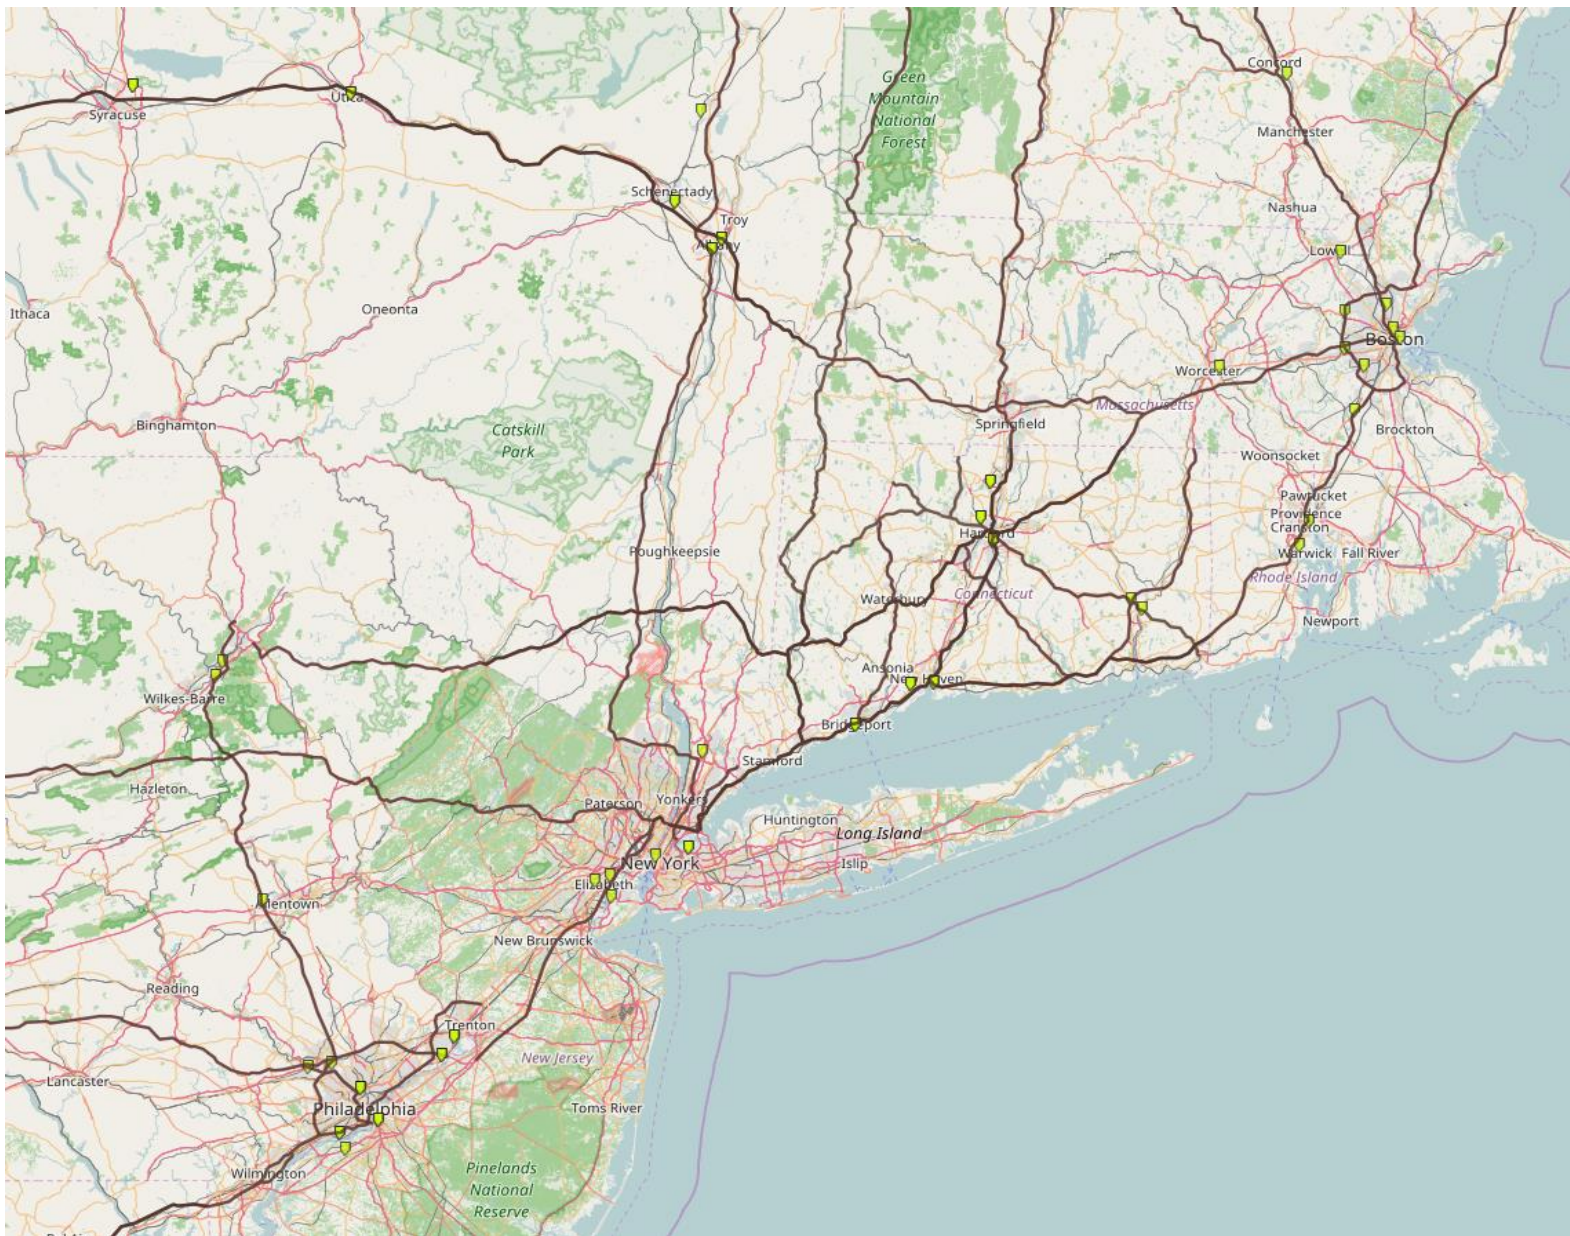 Concord
Green
Mountain
National
Forest
Utica
Syracuse
Manchester
Schenectady
Troy
Nashua
Albany
Lowell
Oneonta
Ithaca
Boston
Worcester
Massachusetts
Binghamton
Catskill
Park
Springfield
Brockton
Woonsocket
Pawtucket
Providence
Cranston
Hartford
Poughkeepsie
Warwick
Fall River
Rhode Island
Waterbury
Connecticut
Newport
Ansonia
New Haven
Wilkes-Barre
Bridgeport
Stamford
Hazleton
Paterson
Yonkers
Huntington
Long Island
New York
Islip
Elizabeth
Allentown
New Brunswick
Reading
Trenton
New Jersey
Lancaster
Philadelphia
Toms River
Wilmington
Pinelands
National
Reserve